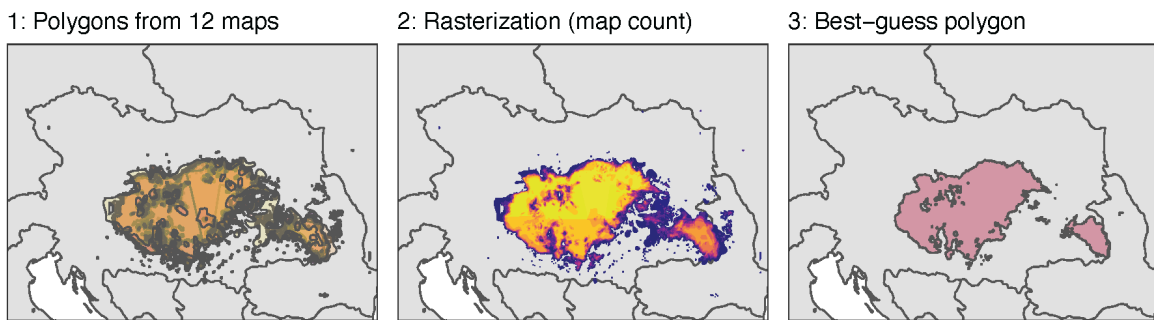 1: Polygons from 12 maps
2: Rasterization (map count)
3: Best–guess polygon